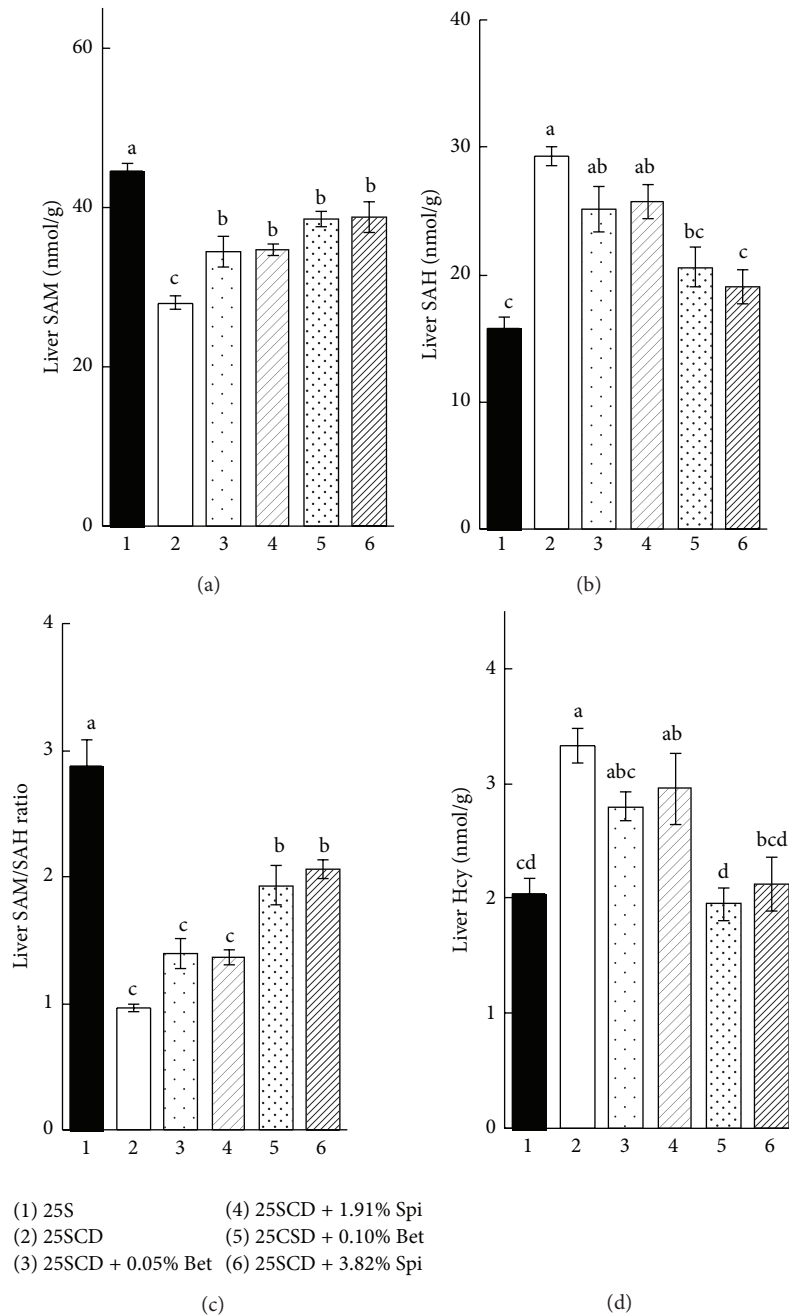 60
40
20
0
Liver SAM (nmol/g)
a
c
b
b
b
b
1 2 3 4 5 6
(a)
40
30
20
10
0
Liver SAH (nmol/g)
c
a
ab
ab
bc
c
1 2 3 4 5 6
(b)
4
3
2
1
0
Liver SAM/SAH ratio
a
c
c
c
b
b
1 2 3 4 5 6
(1) 25S
(2) 25SCD
(3) 25SCD + 0.05% Bet
(4) 25SCD + 1.91% Spi
(5) 25CSD + 0.10% Bet
(6) 25SCD + 3.82% Spi
(c)
4
3
2
1
0
Liver Hcy (nmol/g)
cd
a
abc
ab
d
bcd
1 2 3 4 5 6
(d)